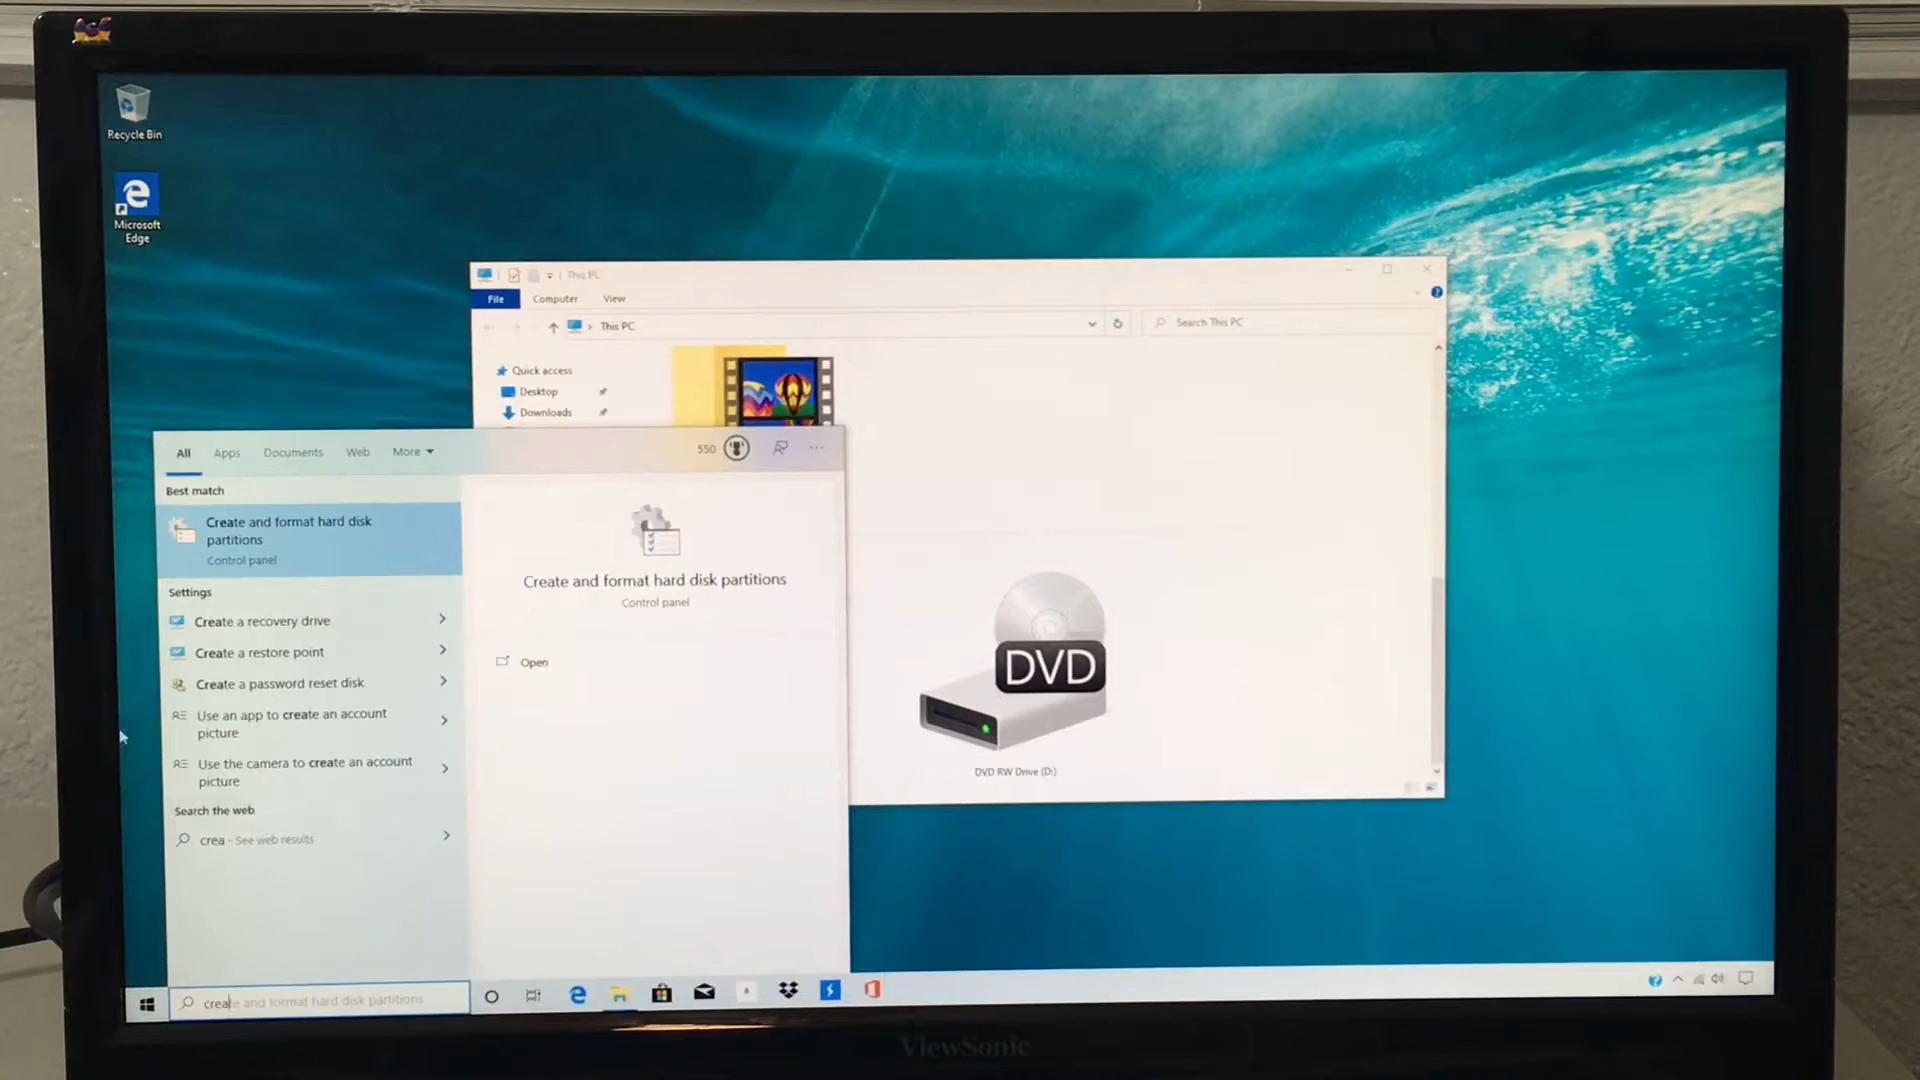 Recycle Bin
Microsoft
Edge
This PC
File
Computer
View
This PC
Search This PC
Quick access
Desktop
Downloads
All
Apps
Documents
Web
More
550
Best match
Create and format hard disk
partitions
Control panel
Settings
Create a recovery drive
Create a restore point
Create a password reset disk
Use an app to create an account
picture
Use the camera to create an account
picture
Search the web
crea - See web results
Create and format hard disk partitions
Control panel
Open
DVD
DVD RW Drive (D:)
create and format hard disk partitions
ViewSonic